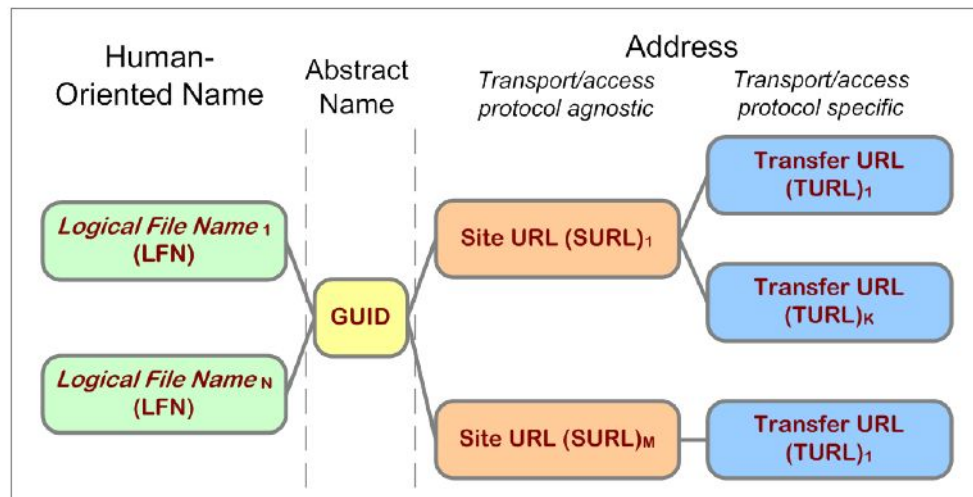 Human-
Oriented Name
Abstract
Name
Address
Transport/access
protocol agnostic
Transport/access
protocol specific
Logical File Name 1
(LFN)
Logical File Name N
(LFN)
GUID
Site URL (SURL)1
Site URL (SURL)M
Transfer URL
(TURL)1
Transfer URL
(TURL)K
Transfer URL
(TURL)1